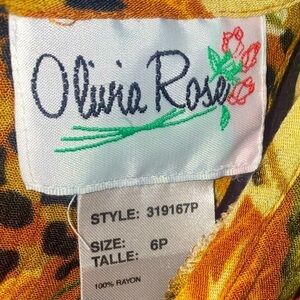 Olivia Rose
STYLE: 319167P
SIZE: 6P
TALLE:
100% RAYON